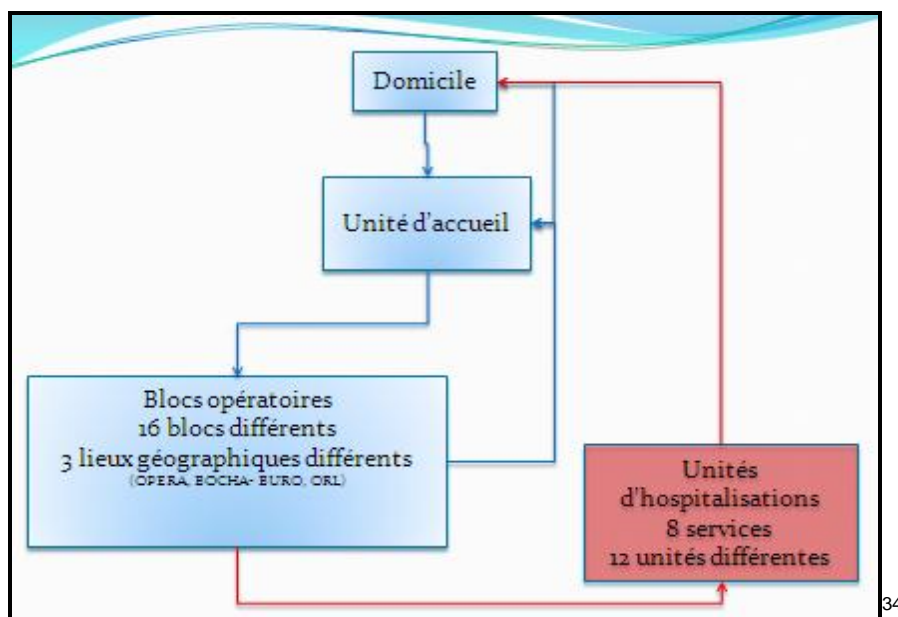 Domicile
Unité d'accueil
Blocs opératoires
16 blocs différents
3 lieux géographiques différents
(OPERA, BOCHA- EURO, ORL)
Unités
d'hospitalisations
8 services
12 unités différentes
34